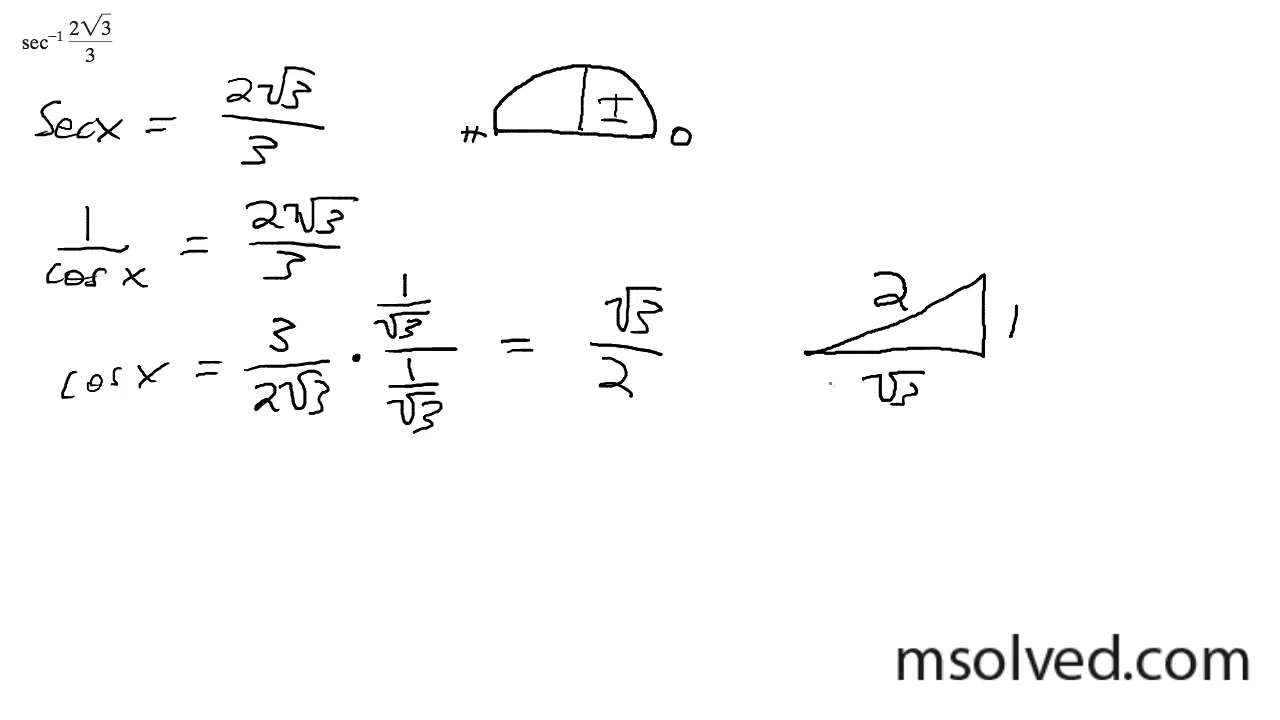 sec⁻¹ 2√3/3
Secx = 2√3/3
π I 0
1/cos x = 2√3/3
cos x = 3/2√3 · 1/√3 / 1/√3 = √3/2
2 1
√3
msolved.com